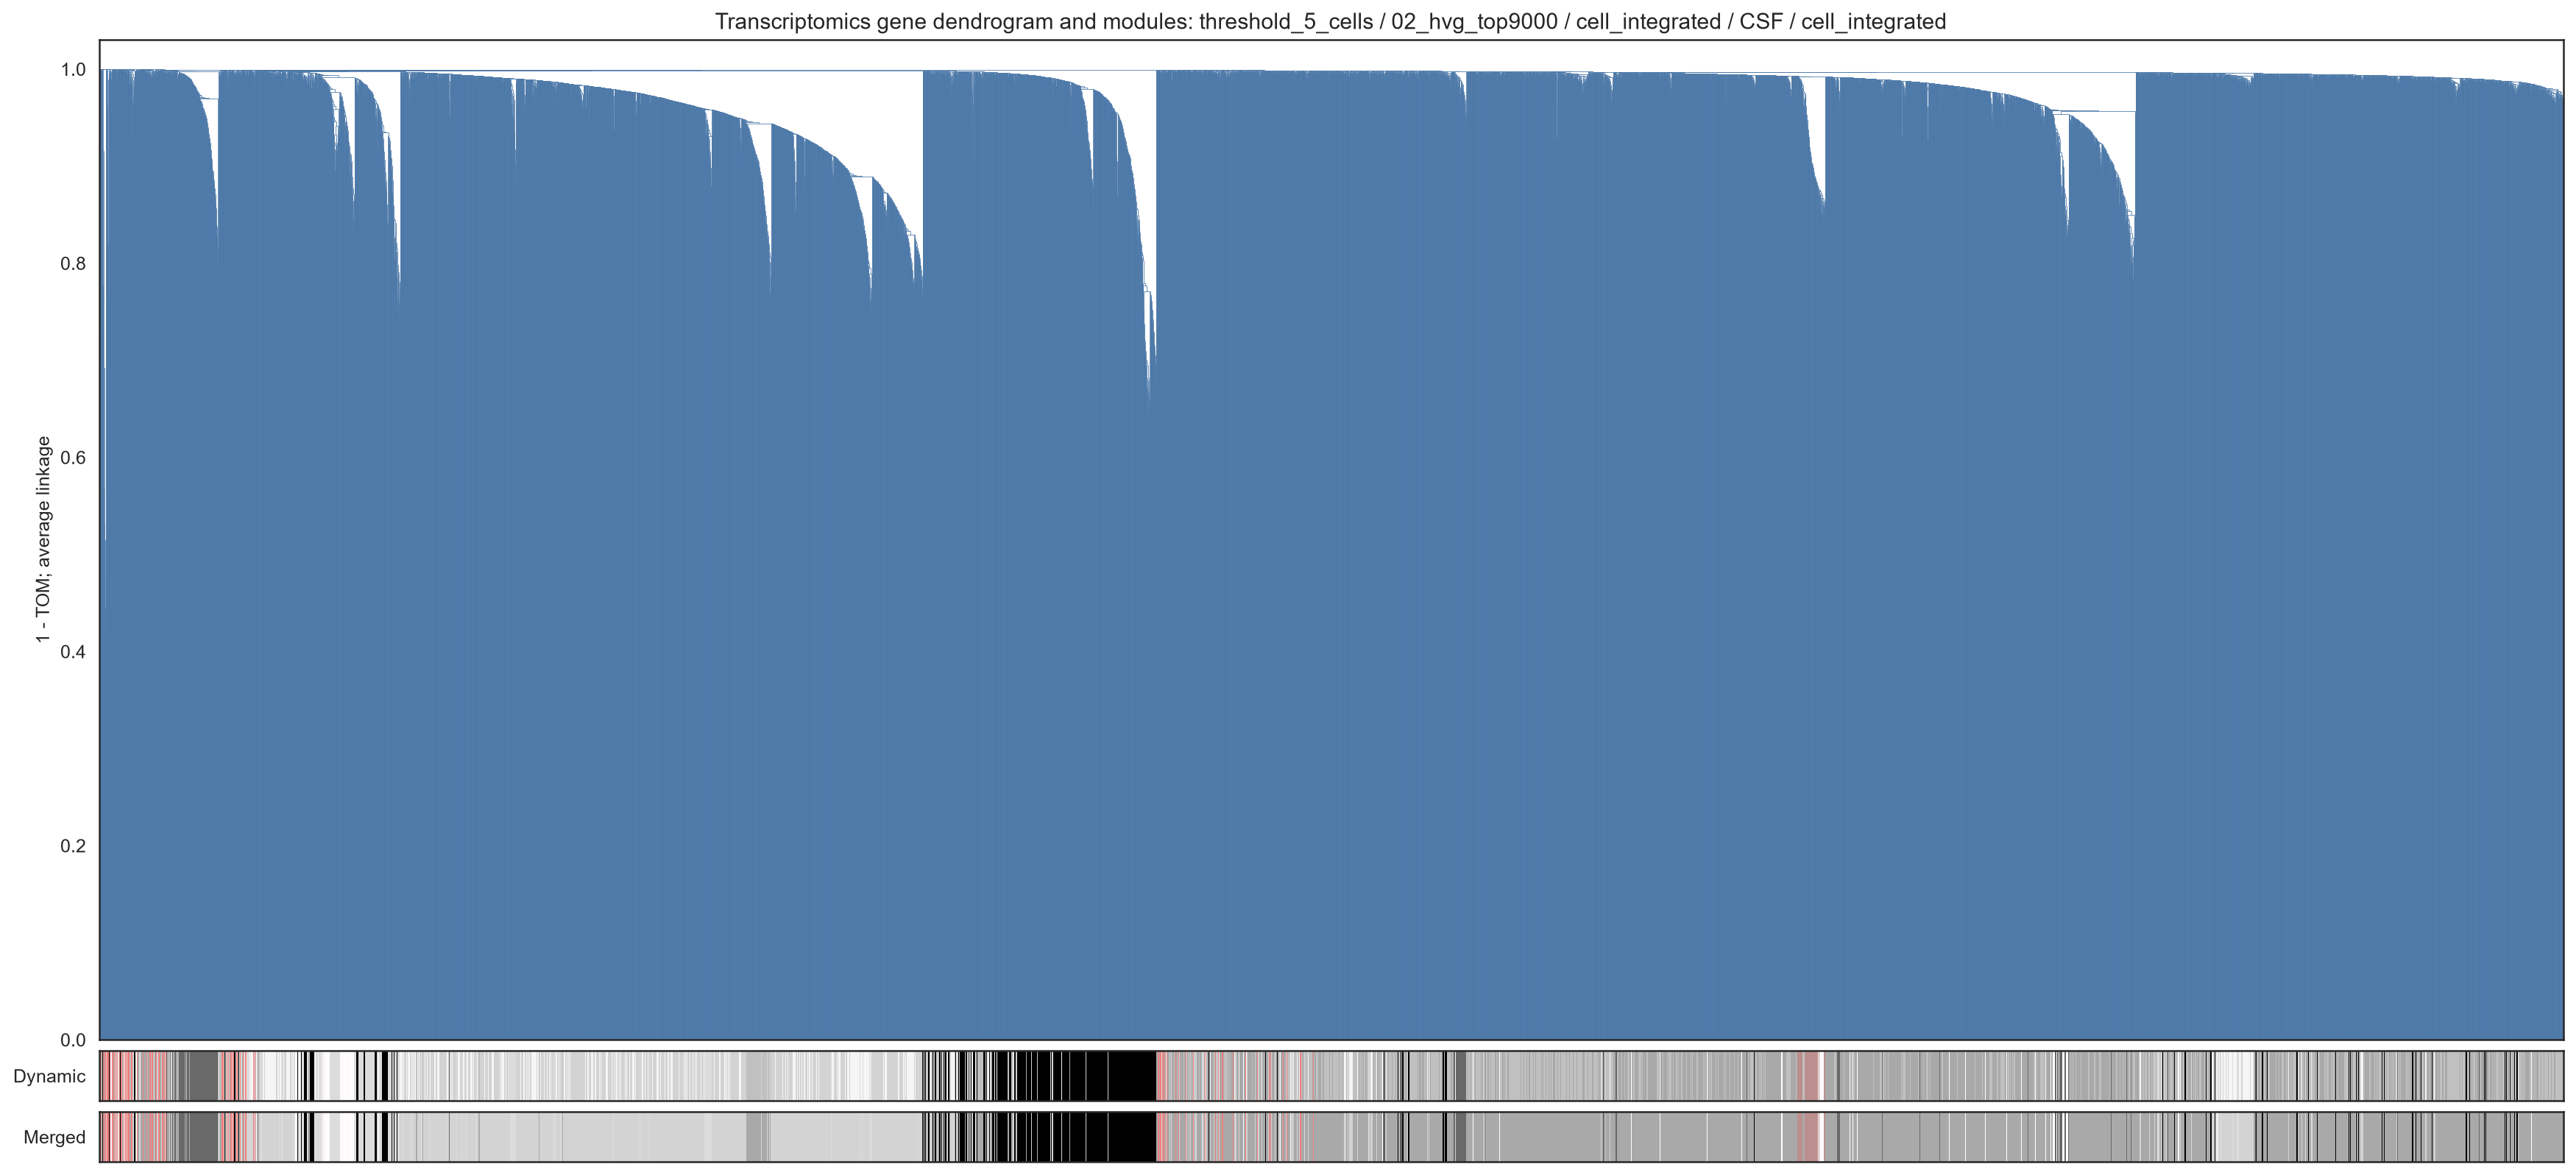 Transcriptomics gene dendrogram and modules: threshold_5_cells / 02_hvg_top9000 / cell_integrated / CSF / cell_integrated
1.0
0.8
0.6
0.4
0.2
0.0
1 - TOM; average linkage
Dynamic
Merged